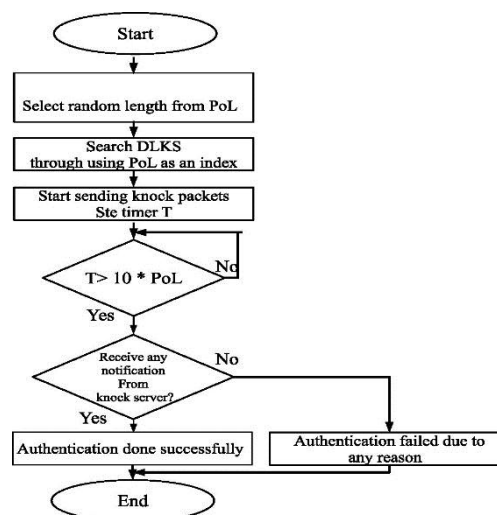 Start
Select random length from PoL
Search DLKS
through using PoL as an index
Start sending knock packets
Ste timer T
T> 10 * PoL
No
Yes
Receive any
notification
From
knock server?
No
Yes
Authentication done successfully
Authentication failed due to
any reason
End